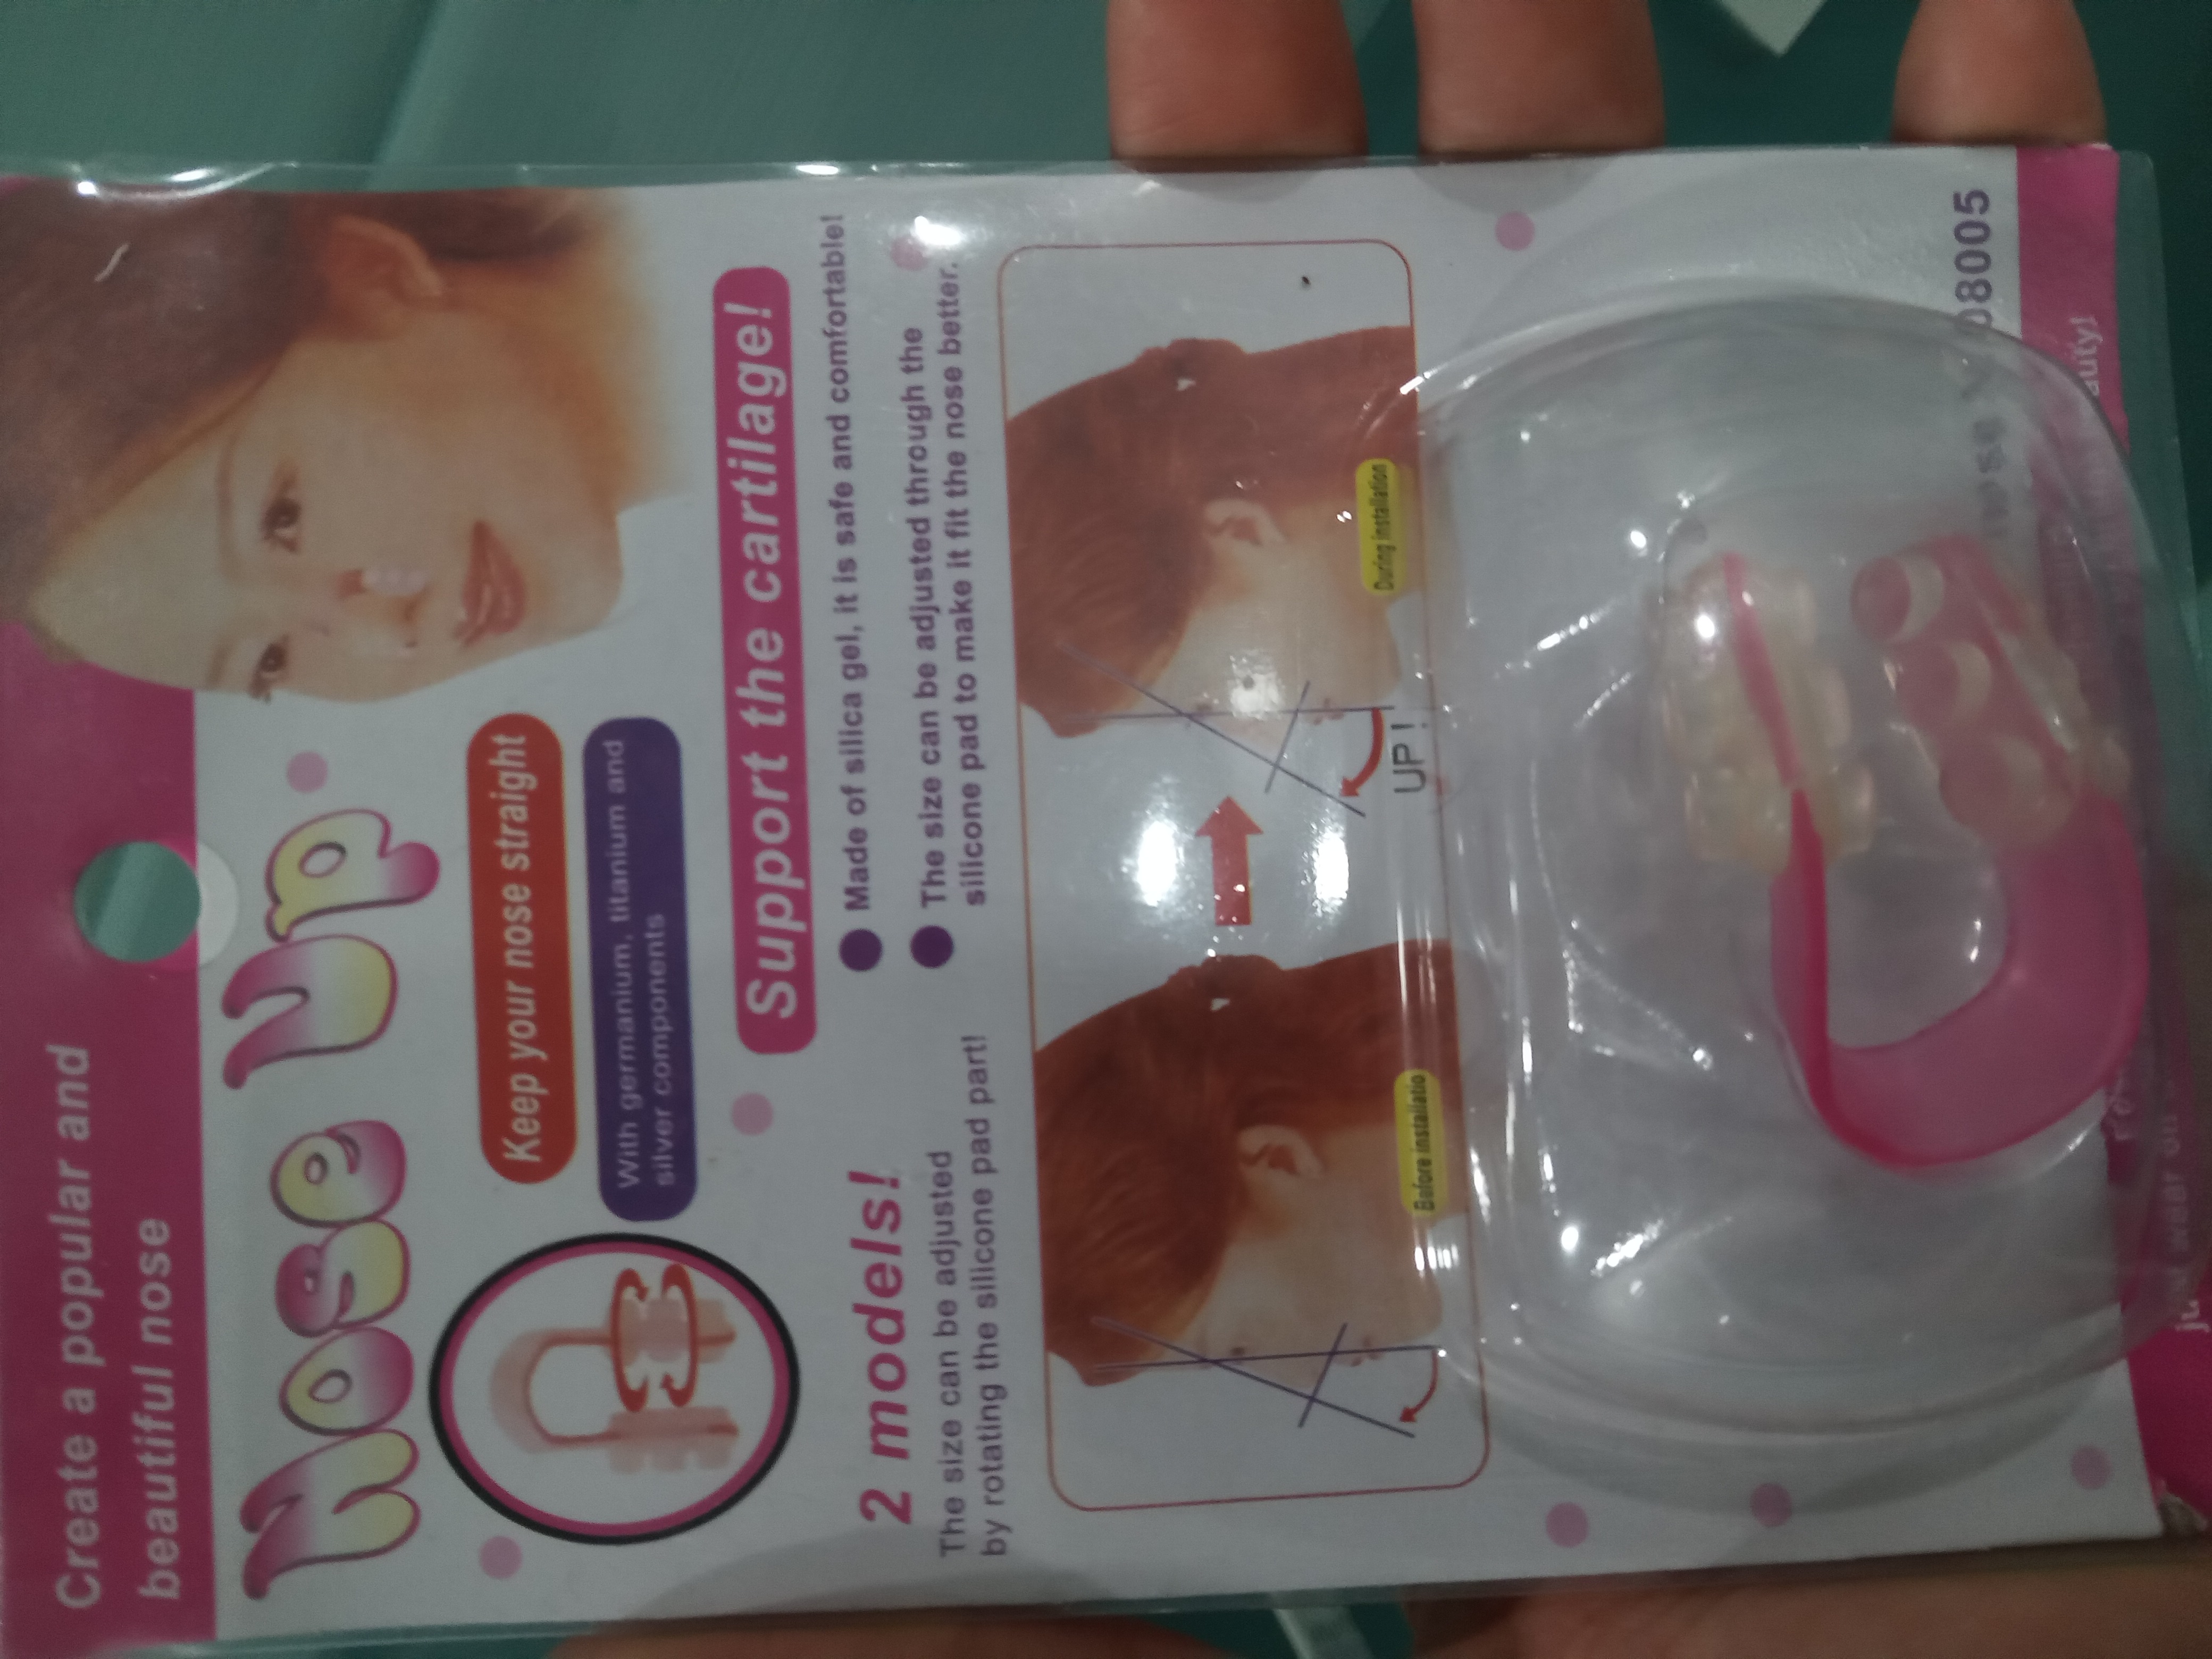 Create a popular and
beautiful nose
Nose Up
Keep your nose straight
With germanium, titanium and
silver components
Support the cartilage!
2 models!
The size can be adjusted
by rotating the silicone pad part!
Made of silica gel, it is safe and comfortable!
The size can be adjusted through the
silicone pad to make it fit the nose better.
Before installatio
During installation
UP!
08005
auty!